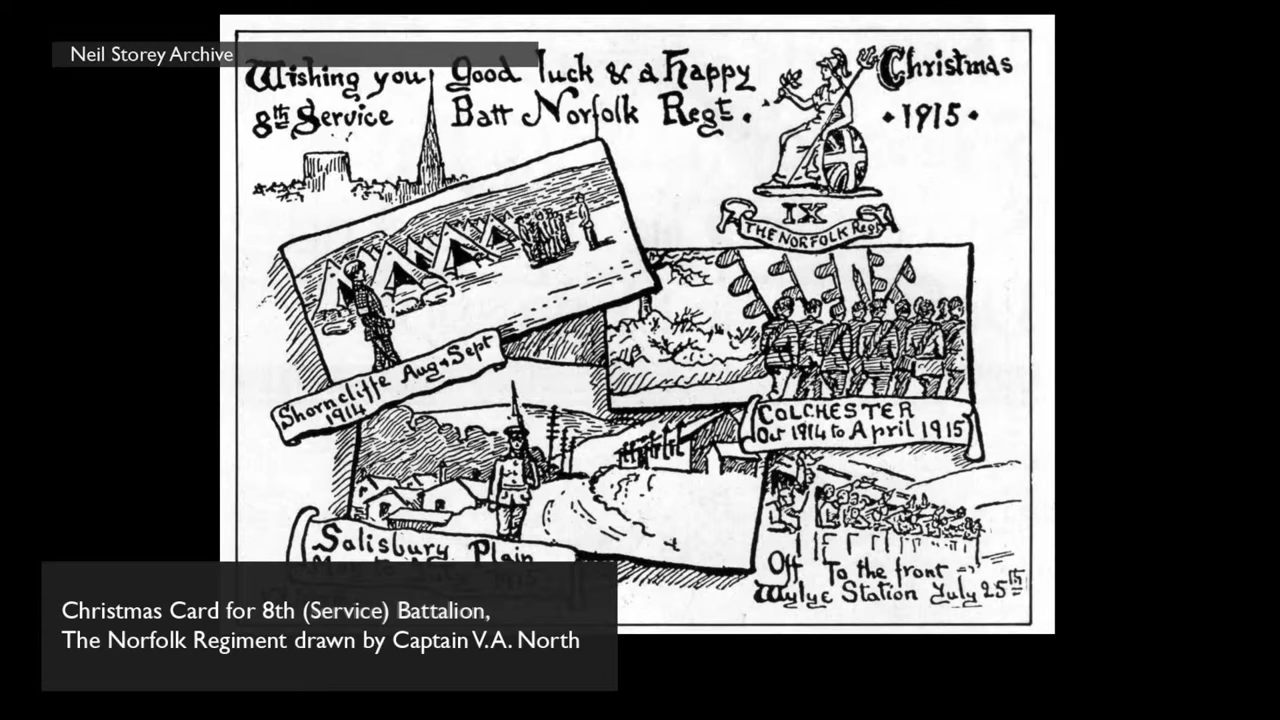 Neil Storey Archive
Wishing you good luck & a Happy Christmas
8th Service Batt Norfolk Regt. • 1915 •
IX
THE NORFOLK Regt
Shorncliffe Aug & Sept
1914
COLCHESTER
Oct 1914 to April 1915
Salisbury Plain
1915
Off To the front
Wylye Station July 25th
Christmas Card for 8th (Service) Battalion,
The Norfolk Regiment drawn by Captain V.A. North